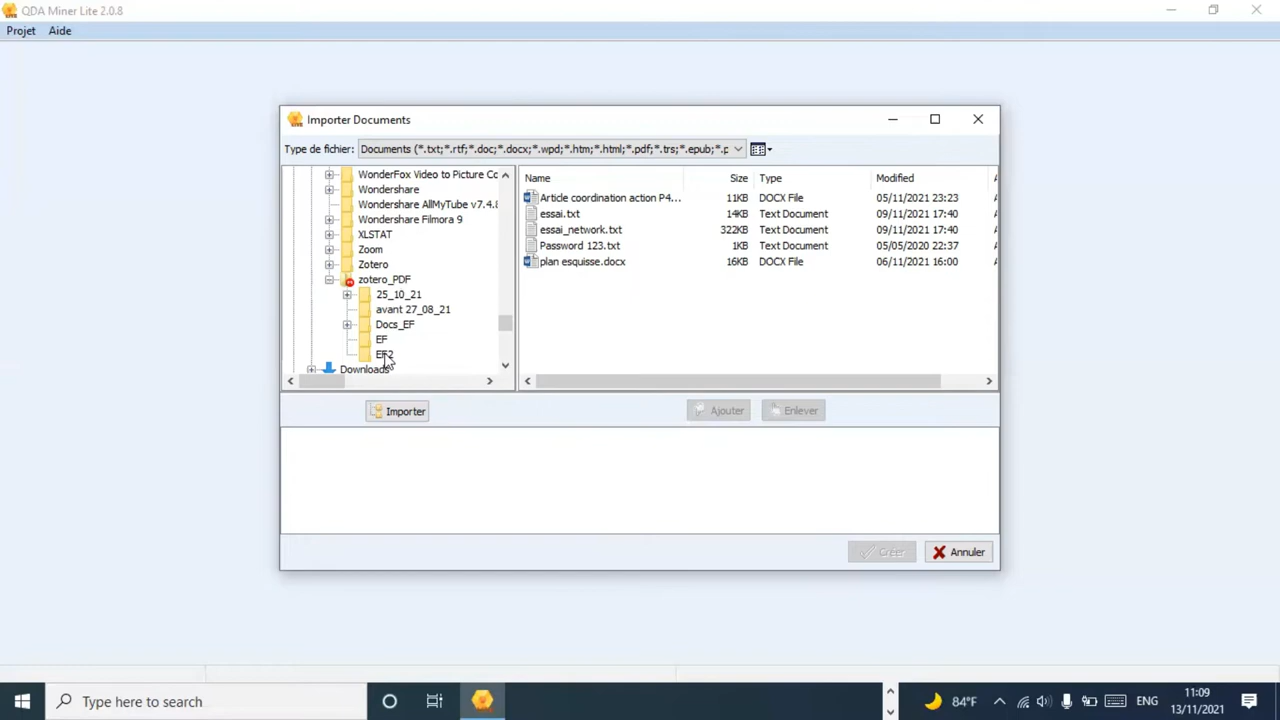 QDA Miner Lite 2.0.8
Projet Aide
Importer Documents
Type de fichier: Documents (*.txt;*.rtf;*.doc;*.docx;*.wpd;*.htm;*.html;*.pdf;*.trs;*.epub;*.p
WonderFox Video to Picture Co
Wondershare
Wondershare AllMyTube v7.4.8
Wondershare Filmora 9
XLSTAT
Zoom
Zotero
zotero_PDF
25_10_21
avant 27_08_21
Docs_EF
EF
EF2
Downloads
Name Size Type Modified
Article coordination action P4... 11KB DOCX File 05/11/2021 23:23
essai.txt 14KB Text Document 09/11/2021 17:40
essai_network.txt 322KB Text Document 09/11/2021 17:40
Password 123.txt 1KB Text Document 05/05/2020 22:37
plan esquisse.docx 16KB DOCX File 06/11/2021 16:00
Importer Ajouter Enlever
Créer Annuler
Type here to search
84°F ENG
11:09
13/11/2021